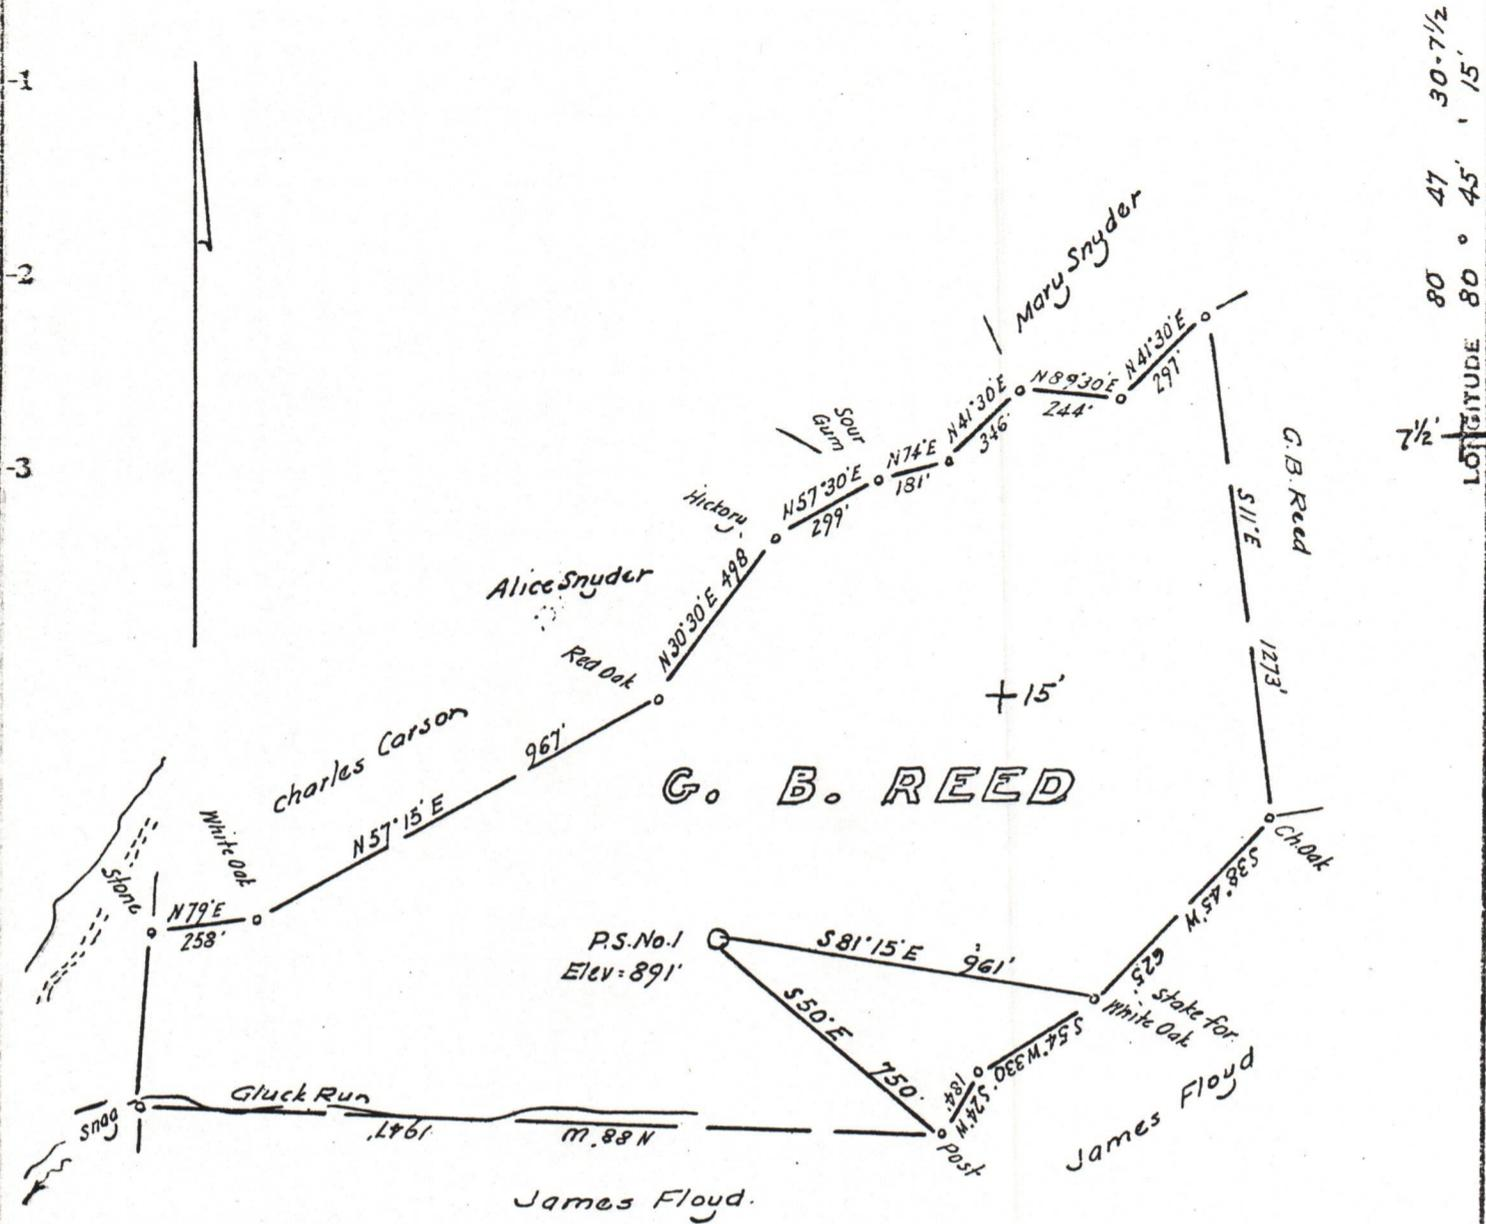 -1
-2
-3
30-7½
47
80
15'
45'
80 °
LONGITUDE
7½'
Mary Snyder
N41°30'E
297'
N89°30'E
244'
N41°30'E
346'
N74°E
181'
Sour
Gum
N57°30'E
299'
Hickory
N30°30'E 498
Alice Snyder
Red Oak
G.B. Reed
S11°E
1273'
15'
G. B. REED
Charles Carson
967'
N57°15'E
White Oak
Stone
N79°E
258'
Ch.Oak
S38°45'W
625'
P.S.No.1
Elev=891'
S81°15'E 961'
S50°E
750'
Stake for
White Oak
S54°W 330'
S24°W
184'
Post
James Floyd
Gluck Run
Snag
1947'
N88°W
James Floyd.